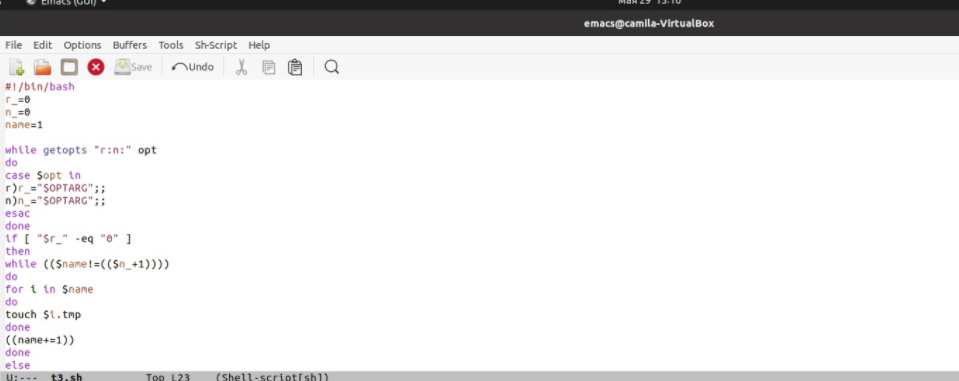 Emacs (GUI)
Мая 29 13:10
emacs@camila-VirtualBox
File Edit Options Buffers Tools Sh-Script Help
Save Undo
#!/bin/bash
r_=0
n_=0
name=1
while getopts "r:n:" opt
do
case $opt in
r)r_="$OPTARG";;
n)n_="$OPTARG";;
esac
done
if [ "$r_" -eq "0" ]
then
while (($name!=(($n_+1))))
do
for i in $name
do
touch $i.tmp
done
((name+=1))
done
else
U:--- t3.sh Top L23 (Shell-script[sh])